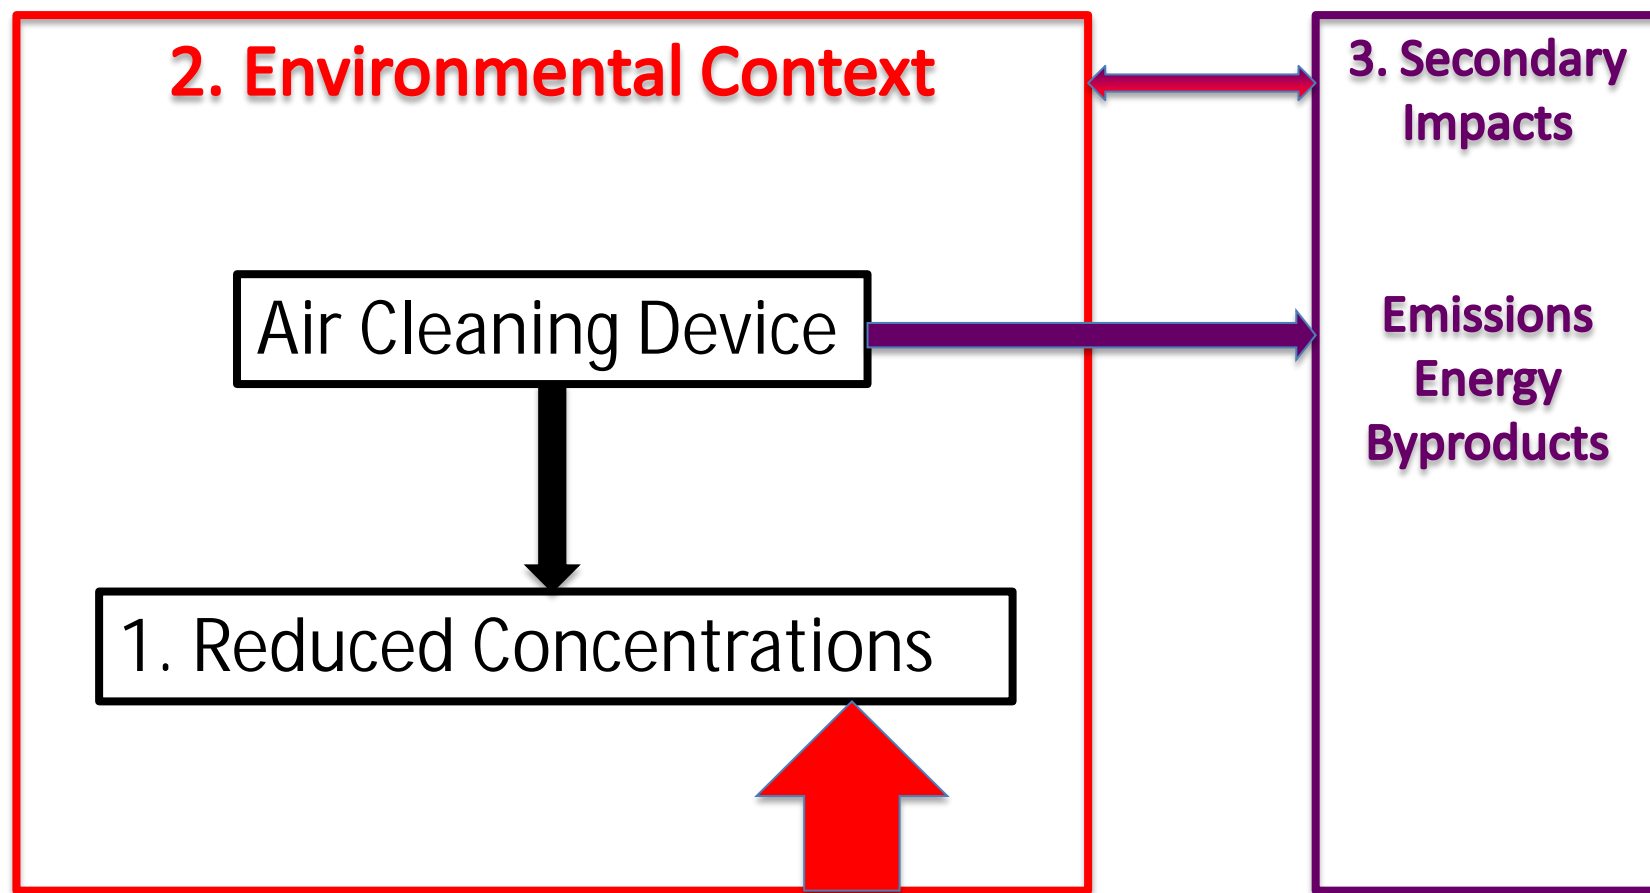 2. Environmental Context
3. Secondary
Impacts
Air Cleaning Device
Emissions
Energy
Byproducts
1. Reduced Concentrations